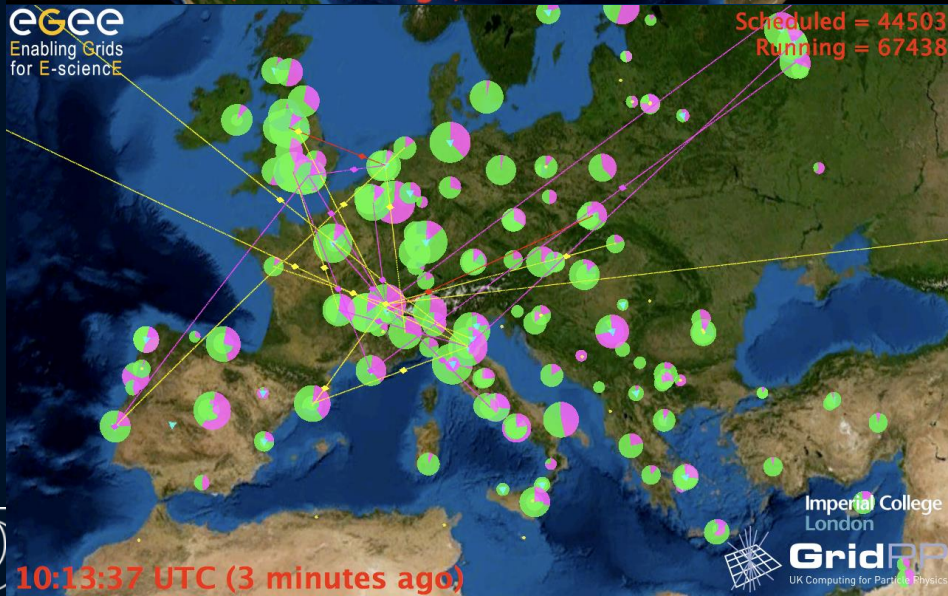 eGee
Enabling Grids
for E-sciencE
Scheduled = 44503
Running = 67438
Imperial College
London
GridPP
UK Computing for Particle Physics
10:13:37 UTC (3 minutes ago)